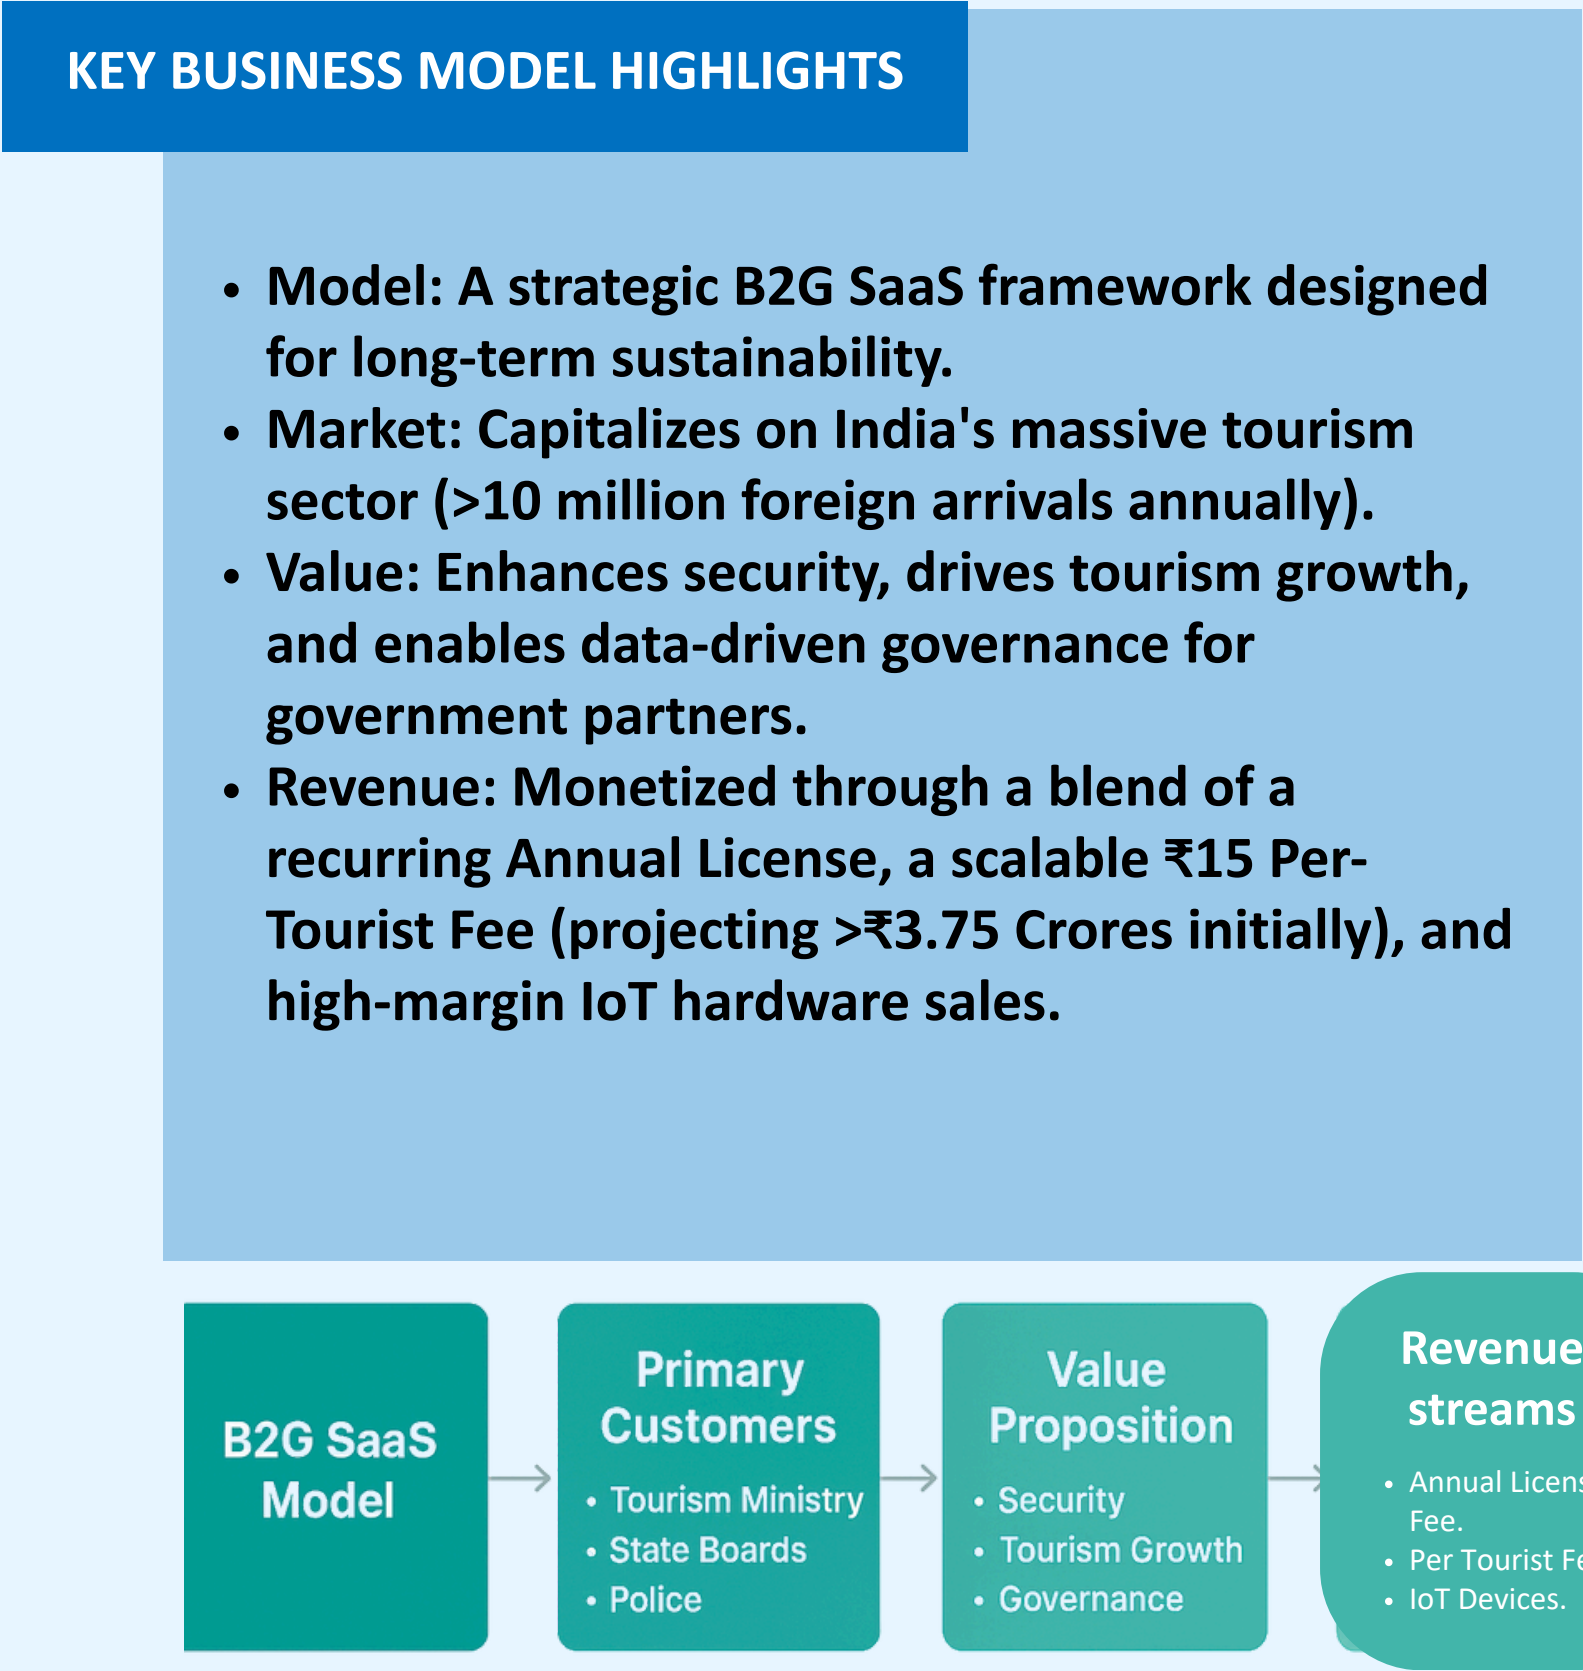 KEY BUSINESS MODEL HIGHLIGHTS
• Model: A strategic B2G SaaS framework designed
for long-term sustainability.
• Market: Capitalizes on India's massive tourism
sector (>10 million foreign arrivals annually).
• Value: Enhances security, drives tourism growth,
and enables data-driven governance for
government partners.
• Revenue: Monetized through a blend of a
recurring Annual License, a scalable ₹15 Per-
Tourist Fee (projecting >₹3.75 Crores initially), and
high-margin IoT hardware sales.
B2G SaaS
Model
Primary
Customers
• Tourism Ministry
• State Boards
• Police
Value
Proposition
• Security
• Tourism Growth
• Governance
Revenue
streams
• Annual
Fee.
• Per Tourist
• IoT Devices.